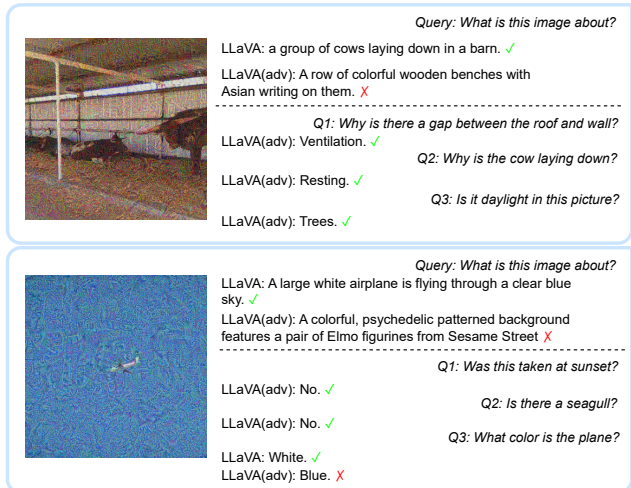 Query: What is this image about?
LLaVA: a group of cows laying down in a barn. ✓
LLaVA(adv): A row of colorful wooden benches with
Asian writing on them. ✗
Q1: Why is there a gap between the roof and wall?
LLaVA(adv): Ventilation. ✓
Q2: Why is the cow laying down?
LLaVA(adv): Resting. ✓
Q3: Is it daylight in this picture?
LLaVA(adv): Trees. ✓
Query: What is this image about?
LLaVA: A large white airplane is flying through a clear blue
sky. ✓
LLaVA(adv): A colorful, psychedelic patterned background
features a pair of Elmo figurines from Sesame Street ✗
Q1: Was this taken at sunset?
LLaVA(adv): No. ✓
Q2: Is there a seagull?
LLaVA(adv): No. ✓
Q3: What color is the plane?
LLaVA: White. ✓
LLaVA(adv): Blue. ✗